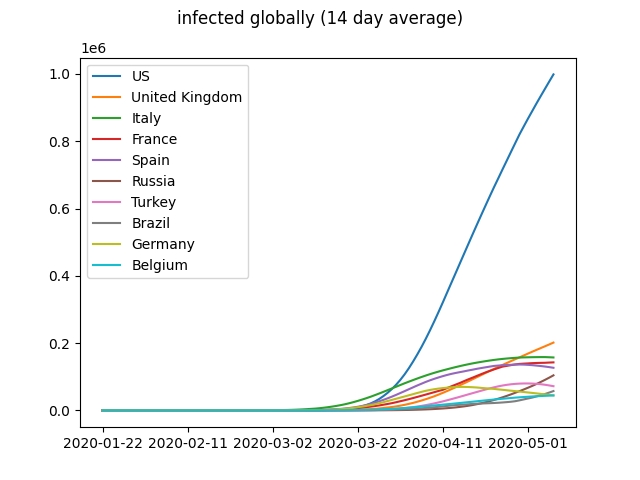 infected globally (14 day average)
1e6
1.0
0.8
0.6
0.4
0.2
0.0
US
United Kingdom
Italy
France
Spain
Russia
Turkey
Brazil
Germany
Belgium
2020-01-22 2020-02-11 2020-03-02 2020-03-22 2020-04-11 2020-05-01